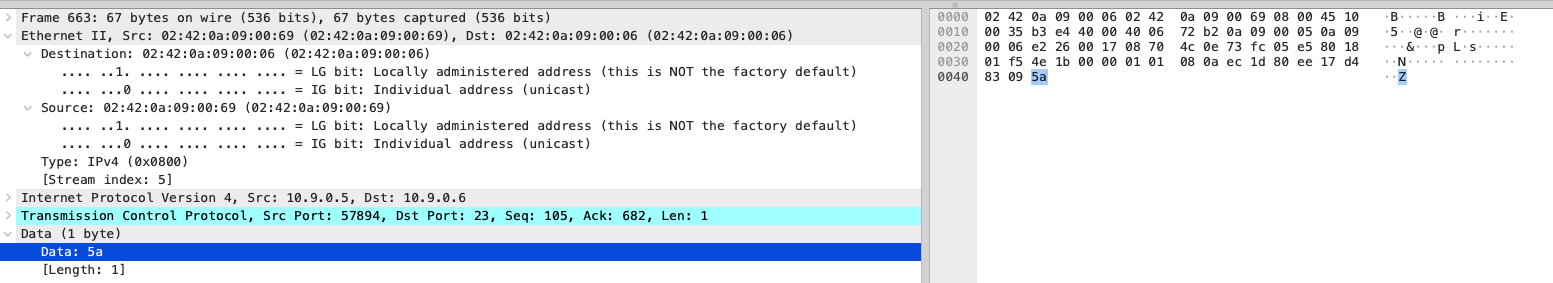 Frame 663: 67 bytes on wire (536 bits), 67 bytes captured (536 bits)
Ethernet II, Src: 02:42:0a:09:00:69 (02:42:0a:09:00:69), Dst: 02:42:0a:09:00:06 (02:42:0a:09:00:06)
Destination: 02:42:0a:09:00:06 (02:42:0a:09:00:06)
.... ..1. .... .... .... .... = LG bit: Locally administered address (this is NOT the factory default)
.... ...0 .... .... .... .... = IG bit: Individual address (unicast)
Source: 02:42:0a:09:00:69 (02:42:0a:09:00:69)
.... ..1. .... .... .... .... = LG bit: Locally administered address (this is NOT the factory default)
.... ...0 .... .... .... .... = IG bit: Individual address (unicast)
Type: IPv4 (0x0800)
[Stream index: 5]
Internet Protocol Version 4, Src: 10.9.0.5, Dst: 10.9.0.6
Transmission Control Protocol, Src Port: 57894, Dst Port: 23, Seq: 105, Ack: 682, Len: 1
Data (1 byte)
Data: 5a
[Length: 1]
0000 02 42 0a 09 00 06 02 42 0a 09 00 69 08 00 45 10 ·B·····B ···i··E·
0010 00 35 b3 e4 40 00 40 06 72 b2 0a 09 00 05 0a 09 ·5··@·@· r·······
0020 00 06 e2 26 00 17 08 70 4c 0e 73 fc 05 e5 80 18 ···&···p L·s·····
0030 01 f5 4e 1b 00 00 01 01 08 0a ec 1d 80 ee 17 d4 ··N····· ········
0040 83 09 5a ··Z